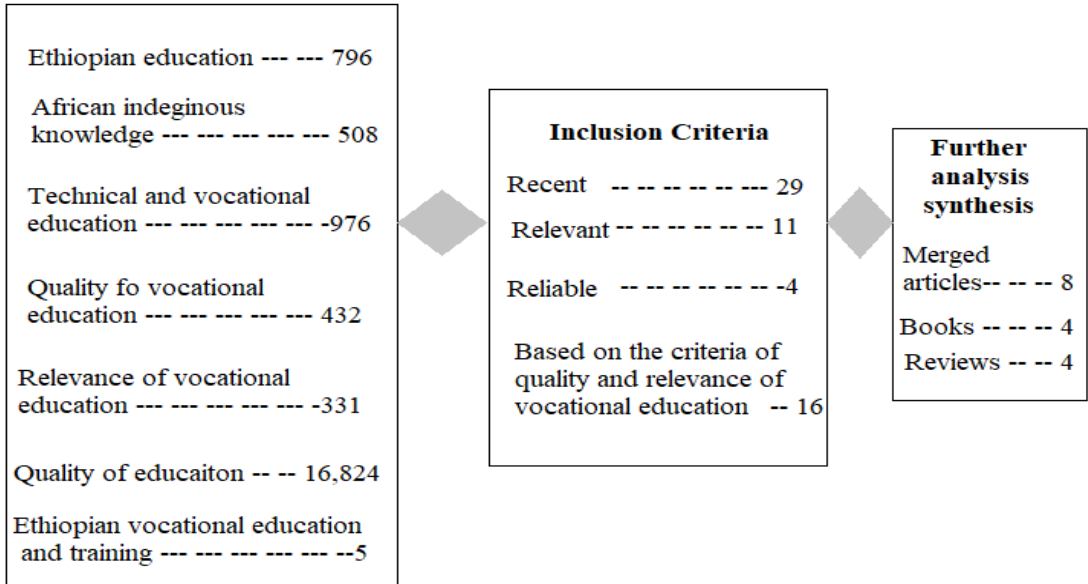 Ethiopian education --- --- 796
African indeginous
knowledge --- --- --- --- --- 508
Technical and vocational
education --- --- --- --- --- -976
Quality fo vocational
education --- --- --- --- --- 432
Relevance of vocational
education --- --- --- --- --- -331
Quality of educaiton -- -- 16,824
Ethiopian vocational education
and training --- --- --- --- --- --5
Inclusion Criteria
Recent -- -- -- -- -- --- 29
Relevant -- -- -- -- -- -- 11
Reliable -- -- -- -- -- -- -4
Based on the criteria of
quality and relevance of
vocational education -- 16
Further
analysis
synthesis
Merged
articles-- -- -- 8
Books -- -- -- 4
Reviews -- -- 4